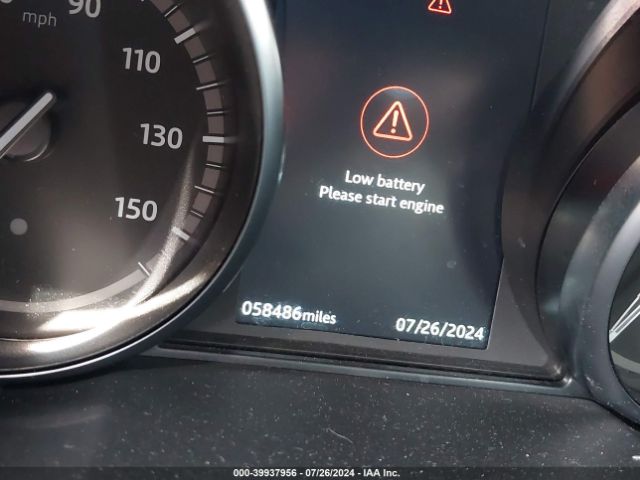 90
mph
110
130
150
Low battery
Please start engine
058486miles
07/26/2024
000-39937956 - 07/26/2024 - IAA Inc.